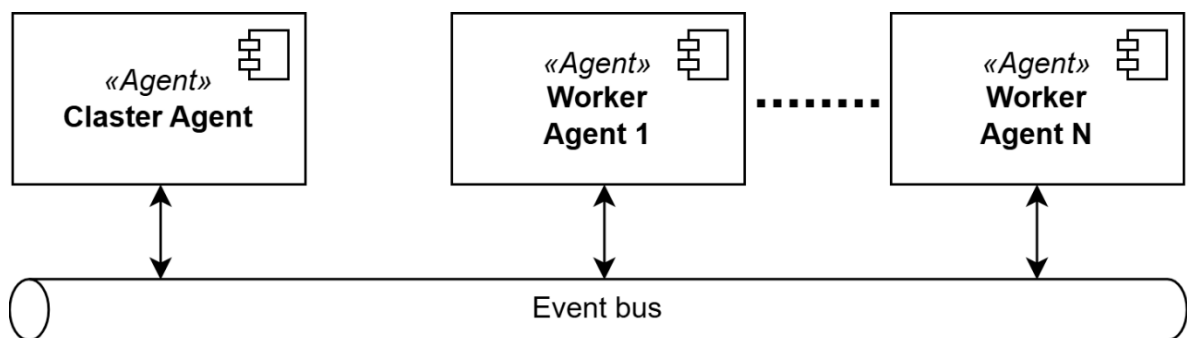 «Agent»
Claster Agent
«Agent»
Worker
Agent 1
«Agent»
Worker
Agent N
Event bus